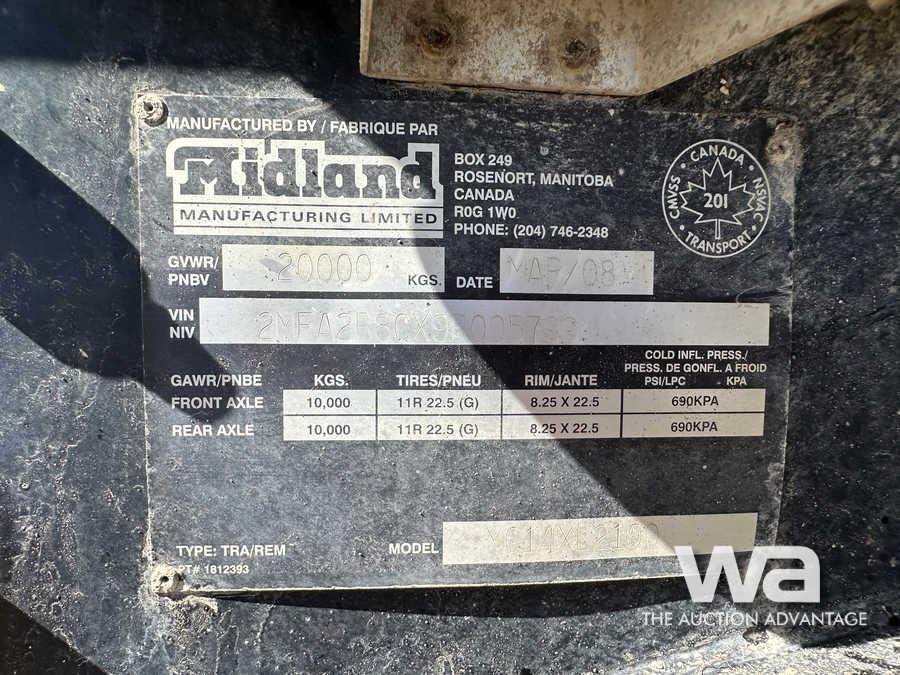 MANUFACTURED BY / FABRIQUE PAR
Midland
MANUFACTURING LIMITED
BOX 249
ROSENORT, MANITOBA
CANADA
R0G 1W0
PHONE: (204) 746-2348
CMVSS • CANADA • NSVAC • TRANSPORT •
201
GVWR/
PNBV
20000 KGS.
DATE MAR/08
VIN
NIV
COLD INFL. PRESS./
PRESS. DE GONFL. A FROID
GAWR/PNBE KGS. TIRES/PNEU RIM/JANTE PSI/LPC KPA
FRONT AXLE 10,000 11R 22.5 (G) 8.25 X 22.5 690KPA
REAR AXLE 10,000 11R 22.5 (G) 8.25 X 22.5 690KPA
TYPE: TRA/REM
MODEL
PT# 1812393
wa
THE AUCTION ADVANTAGE